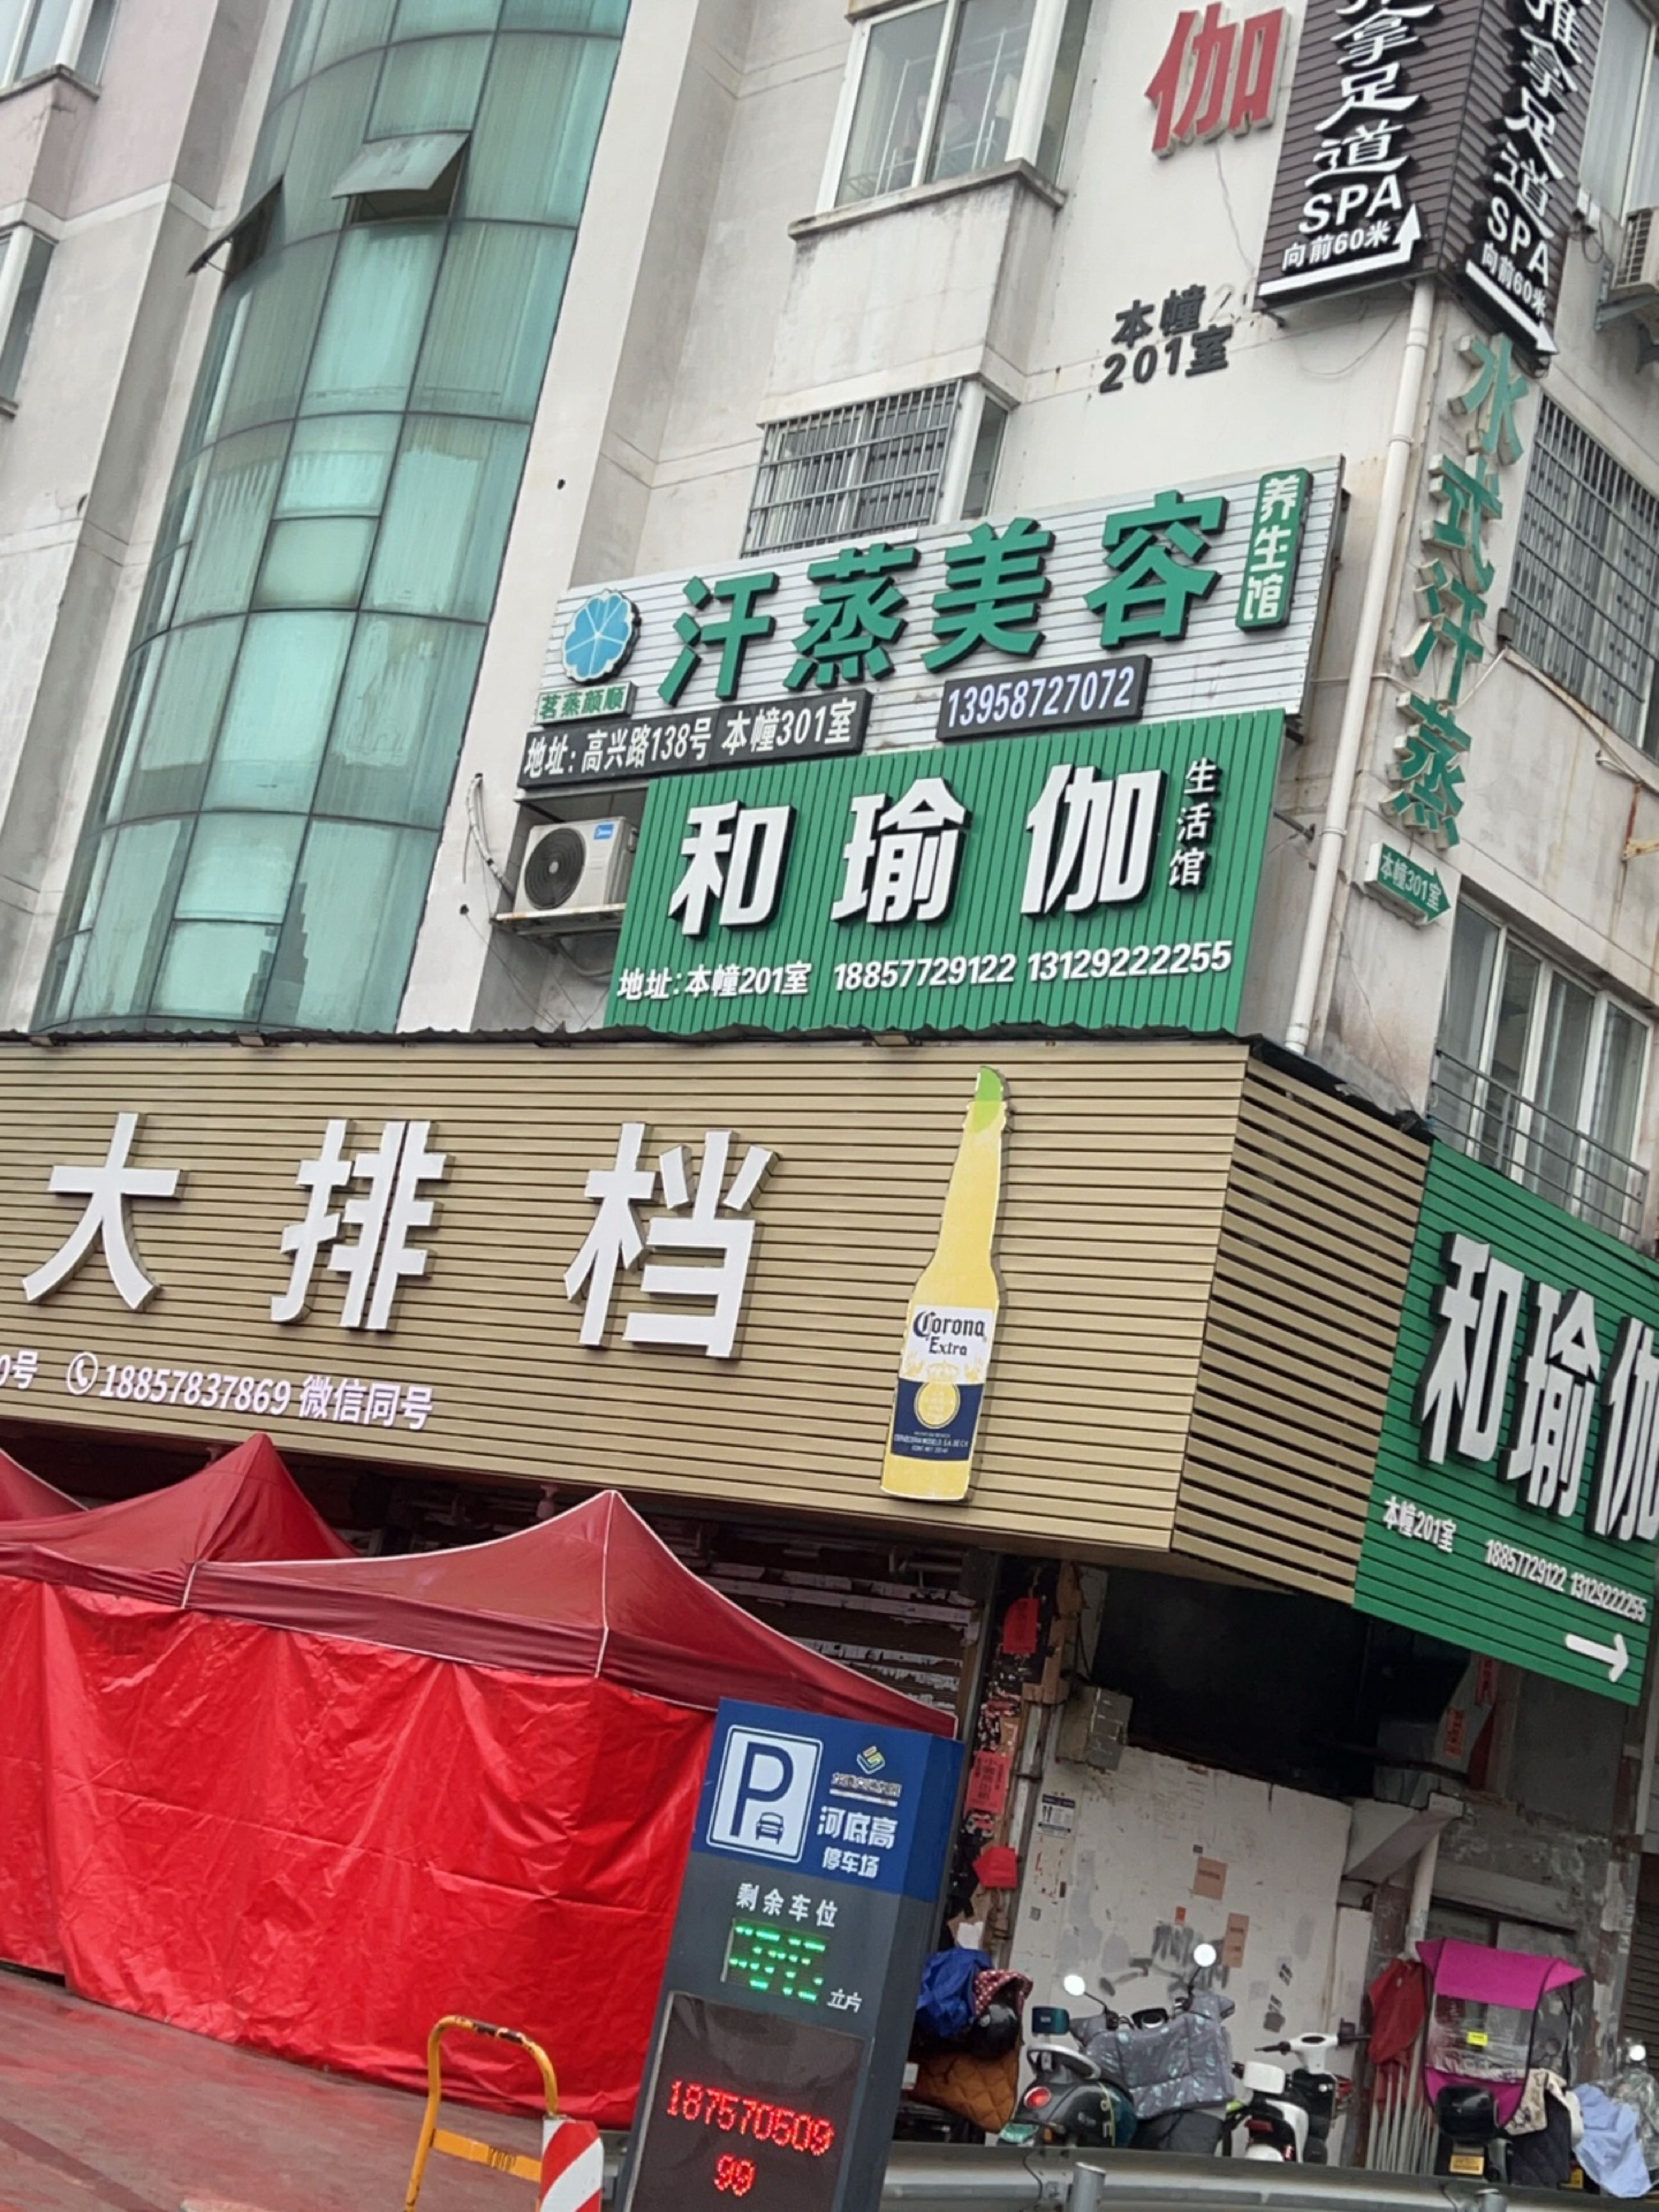 伽
拿足道
SPA
向前60米
推拿足道
SPA
向前60米
本幢
201室
水式汗蒸
本幢301室
汗蒸美容
养生馆
茗蒸颜顺
地址:高兴路138号 本幢301室
13958727072
和瑜伽
生活馆
地址:本幢201室 18857729122 13129222255
大排档
0号 18857837869 微信同号
Corona
Extra
和瑜伽
本幢201室 18857729122 13129222255
P
河底高
停车场
剩余车位
立方
187570509
99
Midea